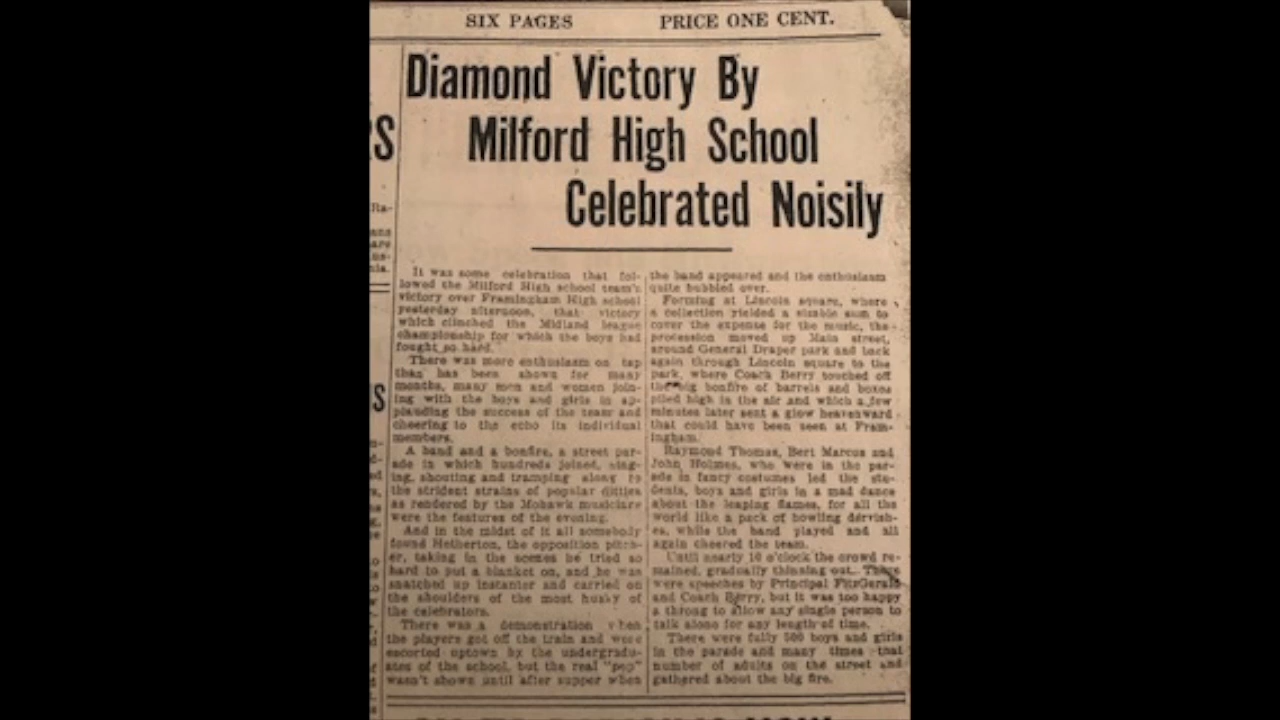 SIX PAGES PRICE ONE CENT.
Diamond Victory By
Milford High School
Celebrated Noisily
It was some celebration that fol-
lowed the Milford High school team's
victory over Framingham High school
yesterday afternoon, that victory
which clinched the Midland league
championship for which the boys had
fought so hard.
There was more enthusiasm on tap
than has been shown for many
months, many men and women join-
ing with the boys and girls in ap-
plauding the success of the team and
cheering to the echo its individual
members.
A band and a bonfire, a street par-
ade in which hundreds joined, sing-
ing, shouting and tramping along to
the strident strains of popular ditties
as rendered by the Mohawk musicians
were the features of the evening.
And in the midst of it all somebody
found Hetherton, the opposition pitch-
er, taking in the scenes he tried so
hard to put a blanket on, and he was
snatched up instanter and carried on
the shoulders of the most husky of
the celebrators.
There was a demonstration when
the players got off the train and were
escorted uptown by the undergradu-
ates of the school, but the real "pep"
wasn't shown until after supper when
the band appeared and the enthusiasm
quite bubbled over.
Forming at Lincoln square, where
a collection yielded a sizable sum to
cover the expense for the music, the
procession moved up Main street,
around General Draper park and back
again through Lincoln square to the
park, where Coach Berry touched off
the big bonfire of barrels and boxes
piled high in the air and which a few
minutes later sent a glow heavenward
that could have been seen at Fram-
ingham.
Raymond Thomas, Bert Marcus and
John Holmes, who were in the par-
ade in fancy costumes led the stu-
dents, boys and girls in a mad dance
about the leaping flames, for all the
world like a pack of howling dervish-
es, while the band played and all
again cheered the team.
Until nearly 10 o'clock the crowd re-
mained, gradually thinning out. There
were speeches by Principal FitzGerald
and Coach Berry, but it was too happy
a throng to allow any single person to
talk alone for any length of time.
There were fully 500 boys and girls
in the parade and many times that
number of adults on the street and
gathered about the big fire.